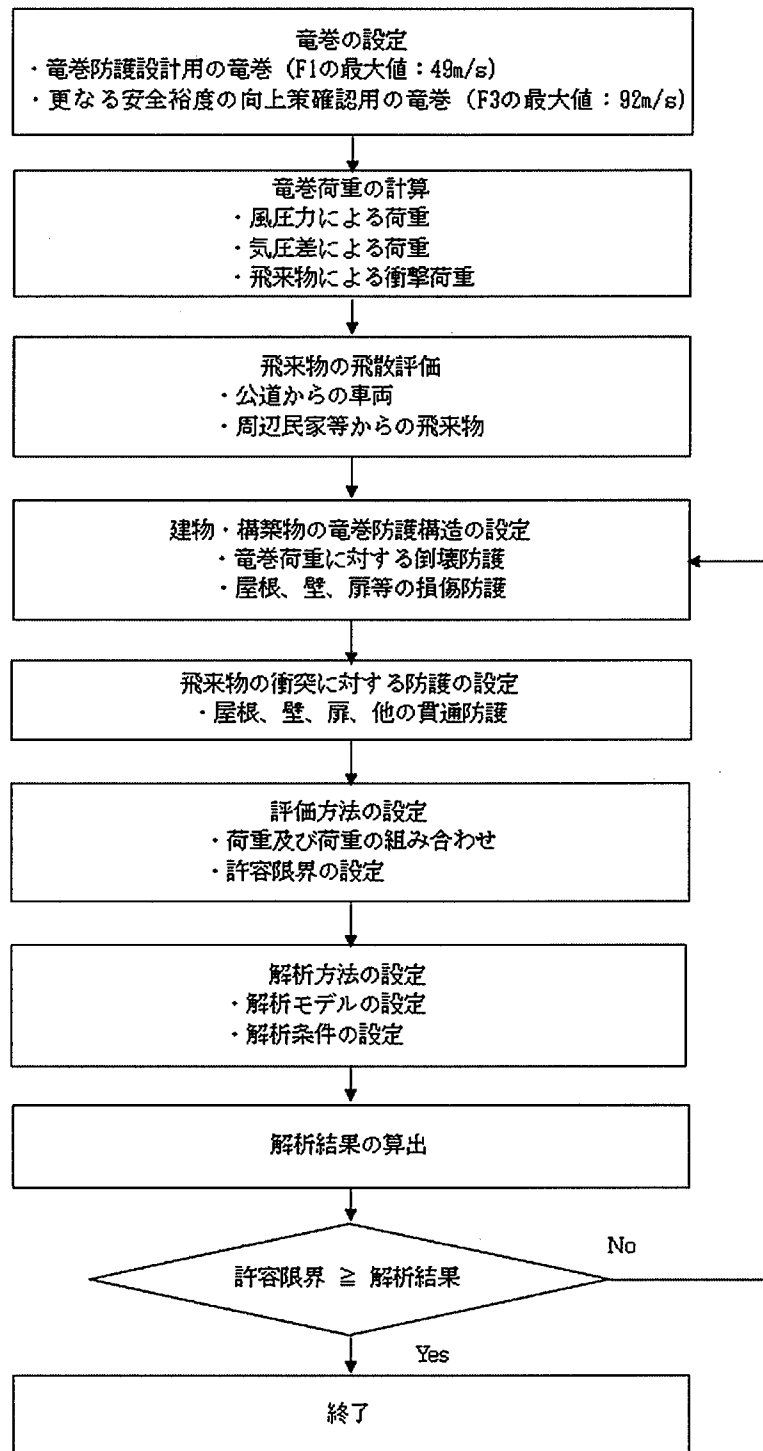 竜巻の設定
・竜巻防護設計用の竜巻 (F1の最大値：49m/s)
・更なる安全裕度の向上策確認用の竜巻 (F3の最大値：92m/s)
竜巻荷重の計算
・風圧力による荷重
・気圧差による荷重
・飛来物による衝撃荷重
飛来物の飛散評価
・公道からの車両
・周辺民家等からの飛来物
建物・構築物の竜巻防護構造の設定
・竜巻荷重に対する倒壊防護
・屋根、壁、扉等の損傷防護
飛来物の衝突に対する防護の設定
・屋根、壁、扉、他の貫通防護
評価方法の設定
・荷重及び荷重の組み合わせ
・許容限界の設定
解析方法の設定
・解析モデルの設定
・解析条件の設定
解析結果の算出
許容限界 ≧ 解析結果
No
Yes
終了